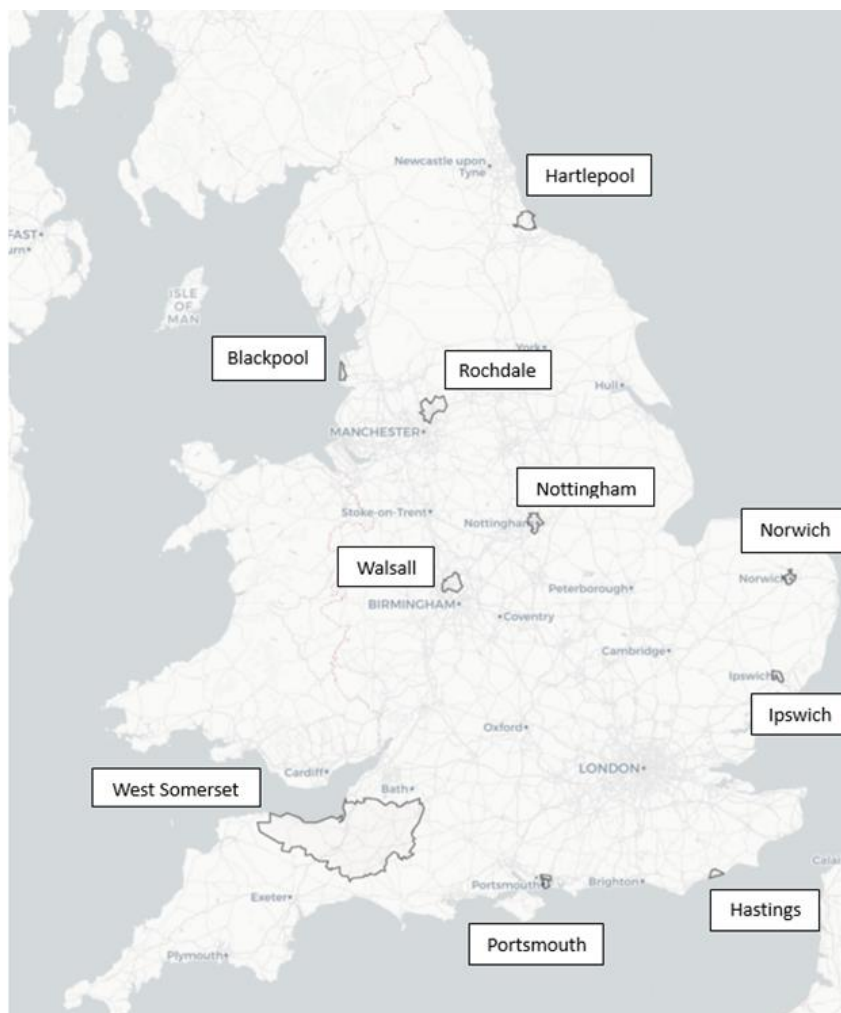 Newcastle upon
Tyne
Hartlepool
FAST
urn
ISLE
OF
MAN
York
Blackpool
Rochdale
Hull
MANCHESTER
Nottingham
Stoke-on-Trent
Nottingham
Norwich
Walsall
Norwich
Peterborough
BIRMINGHAM
Coventry
Cambridge
Ipswich
Ipswich
Oxford
Cardiff
LONDON
West Somerset
Bath
Calai
Portsmouth
Brighton
Exeter
Hastings
Portsmouth
Plymouth